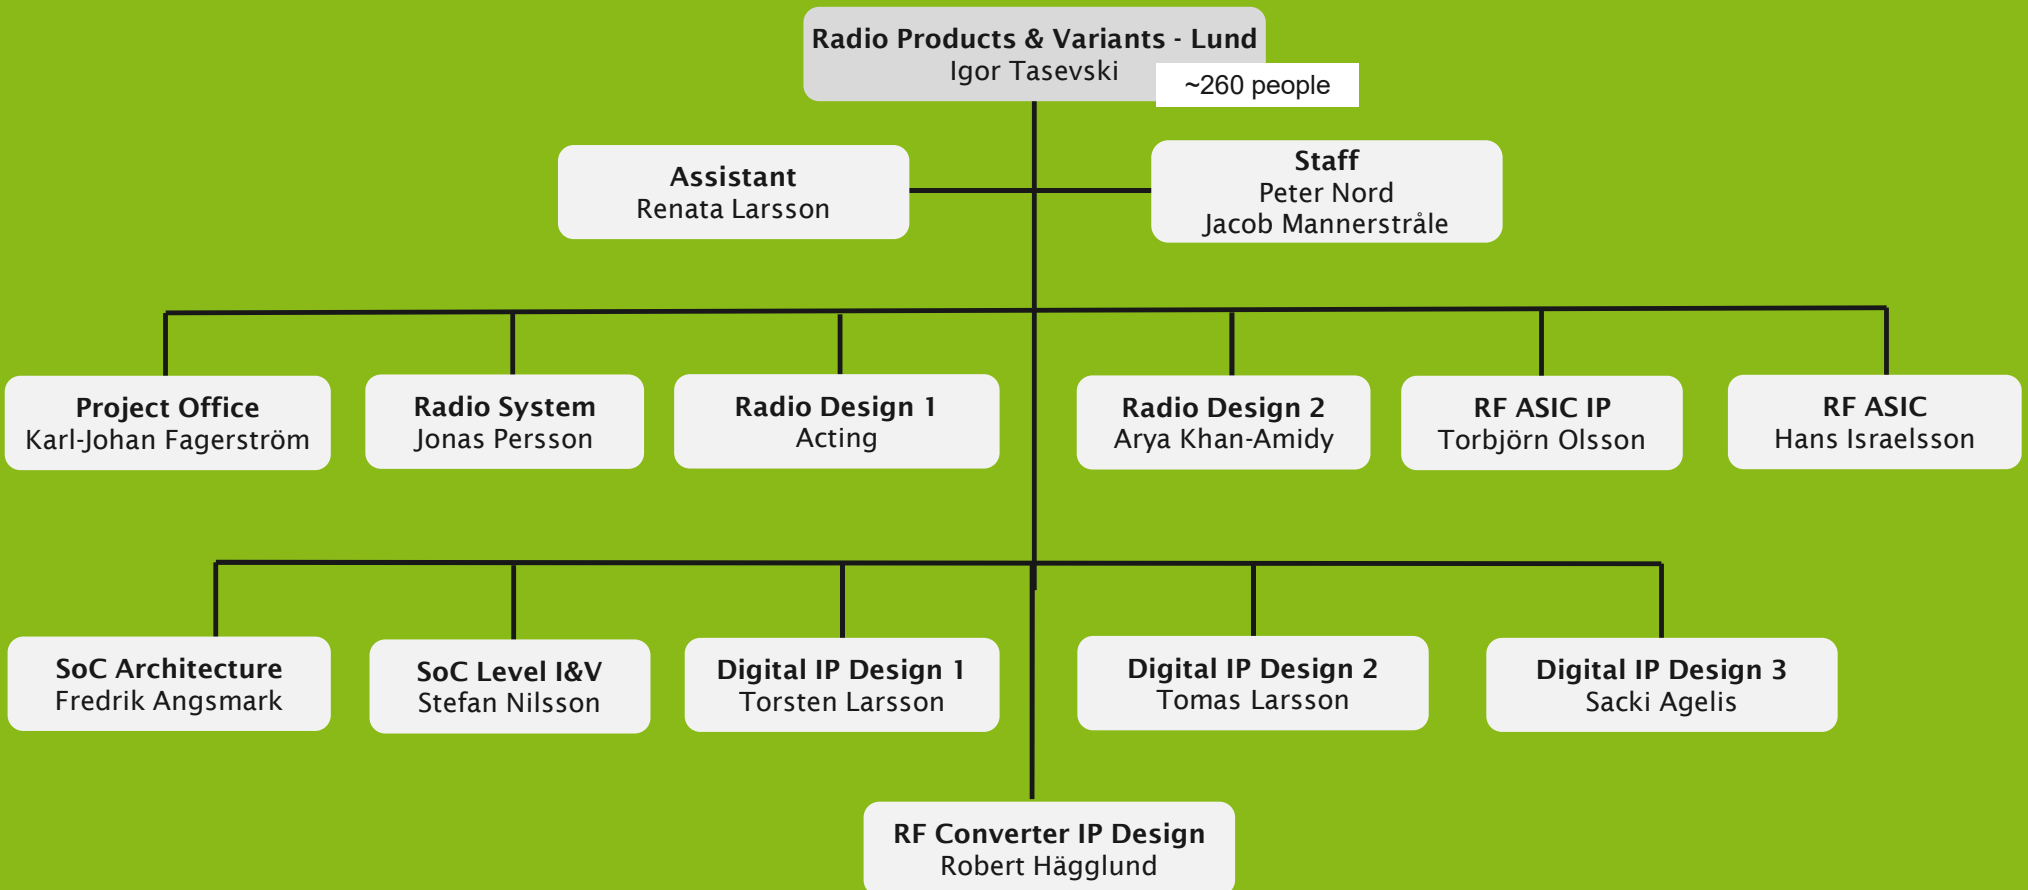 Radio Products & Variants - Lund
Igor Tasevski
~260 people
Assistant
Renata Larsson
Staff
Peter Nord
Jacob Mannerstråle
Project Office
Karl-Johan Fagerström
Radio System
Jonas Persson
Radio Design 1
Acting
Radio Design 2
Arya Khan-Amidy
RF ASIC IP
Torbjörn Olsson
RF ASIC
Hans Israelsson
SoC Architecture
Fredrik Angsmark
SoC Level I&V
Stefan Nilsson
Digital IP Design 1
Torsten Larsson
Digital IP Design 2
Tomas Larsson
Digital IP Design 3
Sacki Agelis
RF Converter IP Design
Robert Hägglund